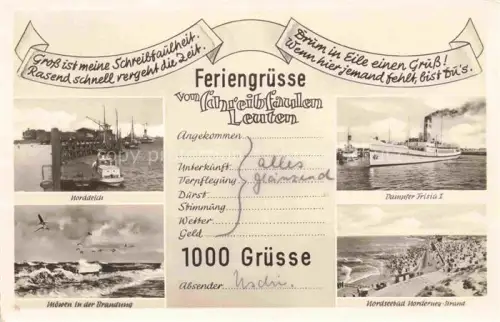 Groß ist meine Schreibfaulheit.
Rasend schnell vergeht die Zeit.
Drum in Eile einen Gruß!
Wenn hier jemand fehlt, bist Du's.
Feriengrüsse
vom schreibfaulen
Leuten
Angekommen
Unterkunft
Verpflegung
Durst
Stimmung
Wetter
Geld
alles
glänzend
1000 Grüsse
Absender
Norddeich
Dampfer Frisia I
Möwen in der Brandung
Nordseebad Norderney-Strand